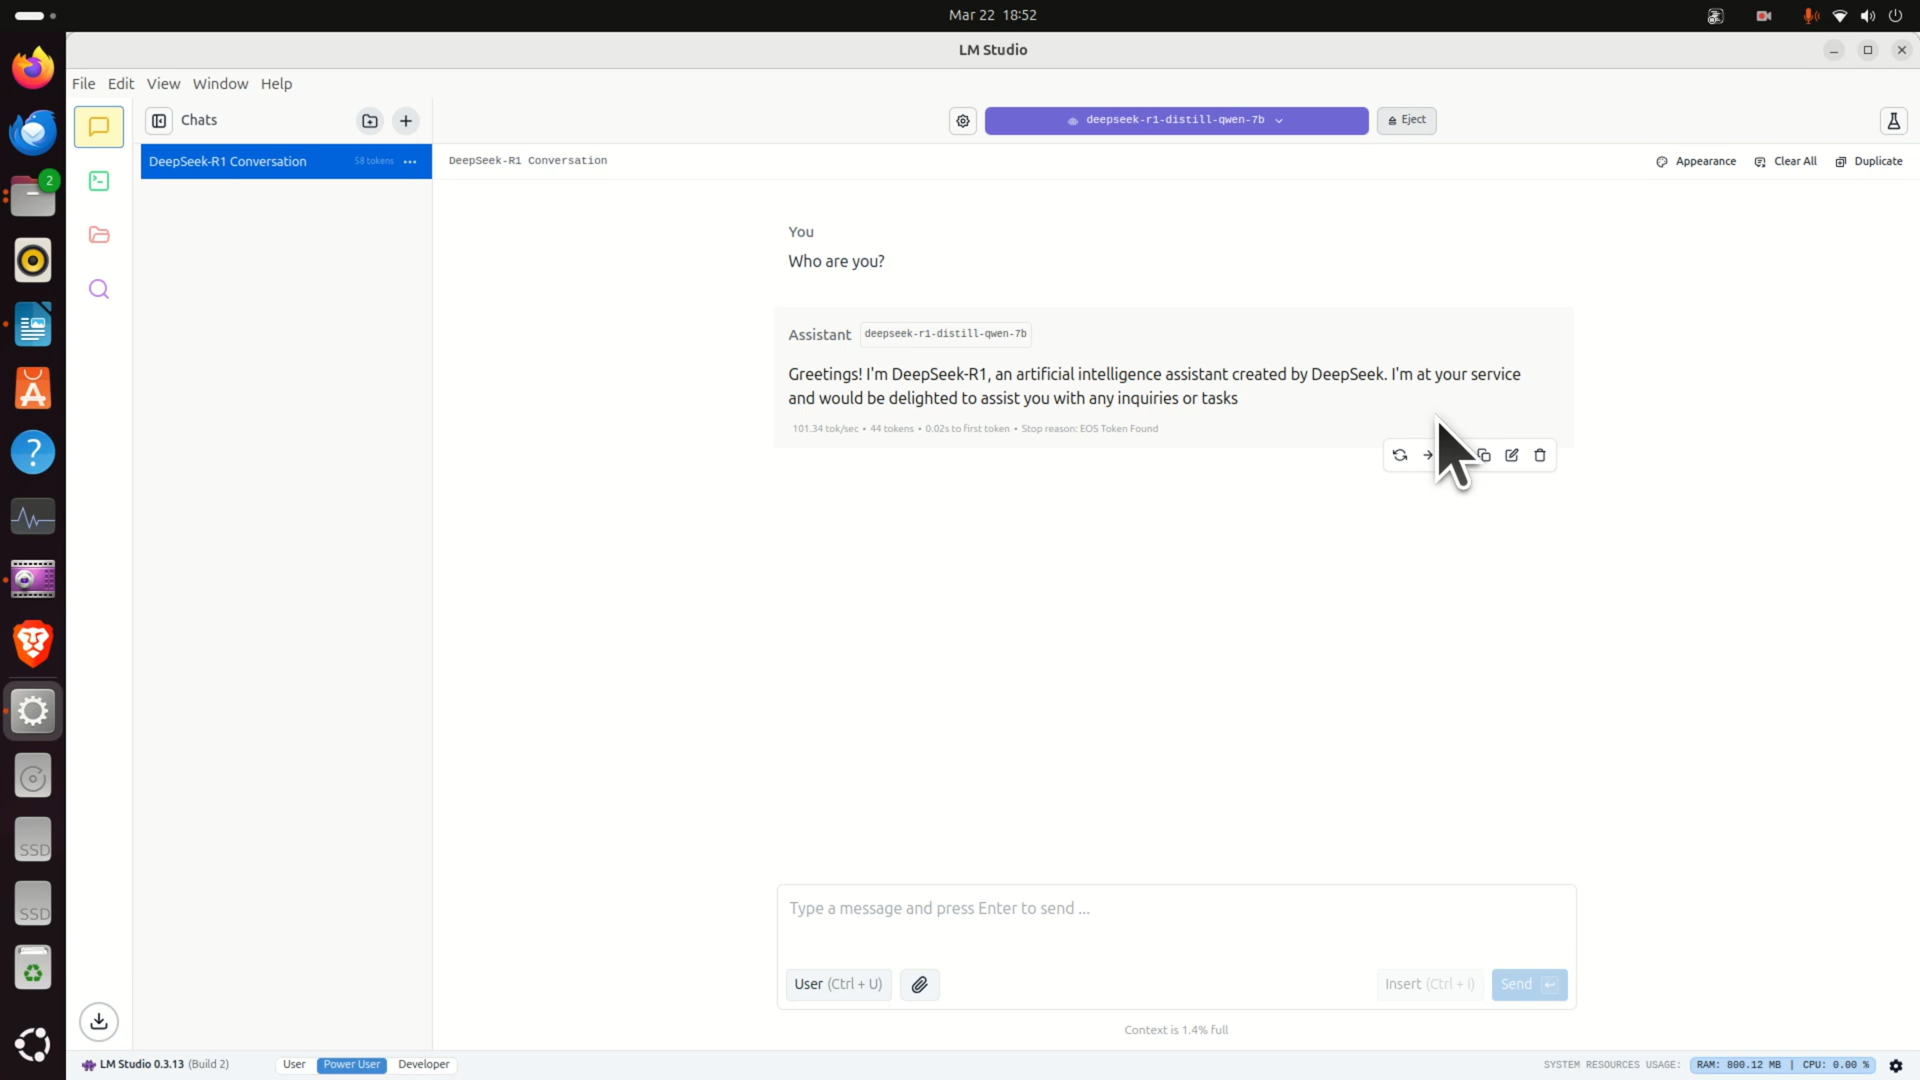 Mar 22 18:52
LM Studio
File Edit View Window Help
2
Chats
deepseek-r1-distill-qwen-7b
Eject
DeepSeek-R1 Conversation 58 tokens
DeepSeek-R1 Conversation
Appearance Clear All Duplicate
You
Who are you?
Assistant deepseek-r1-distill-qwen-7b
Greetings! I'm DeepSeek-R1, an artificial intelligence assistant created by DeepSeek. I'm at your service
and would be delighted to assist you with any inquiries or tasks
101.34 tok/sec • 44 tokens • 0.02s to first token • Stop reason: EOS Token Found
SSD
SSD
Type a message and press Enter to send ...
User (Ctrl + U) Insert (Ctrl + I) Send
Context is 1.4% full
LM Studio 0.3.13 (Build 2) User Power User Developer SYSTEM RESOURCES USAGE: RAM: 800.12 MB | CPU: 0.00 %